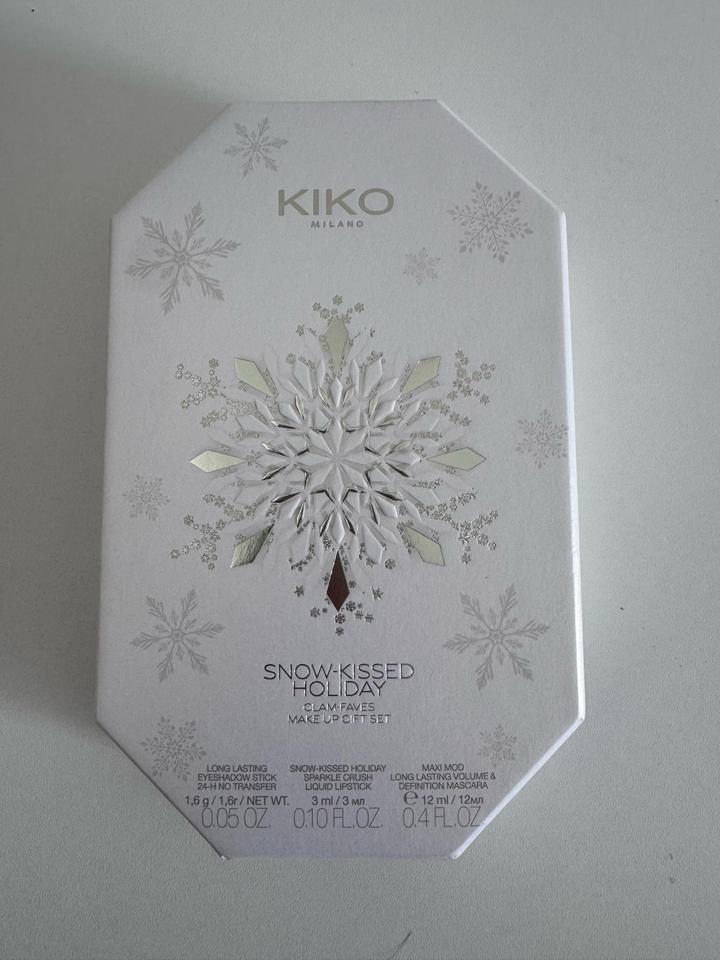 KIKO
MILANO
SNOW-KISSED
HOLIDAY
GLAM-FAVES
MAKE UP GIFT SET
LONG LASTING
EYESHADOW STICK
24-H NO TRANSFER
1,6 g / 1,6г / NET WT.
0.05 OZ.
SNOW-KISSED HOLIDAY
SPARKLE CRUSH
LIQUID LIPSTICK
3 ml / 3 мл
0.10 FL.OZ.
MAXI MOD
LONG LASTING VOLUME &
DEFINITION MASCARA
℮ 12 ml / 12мл
0.4 FL.OZ.